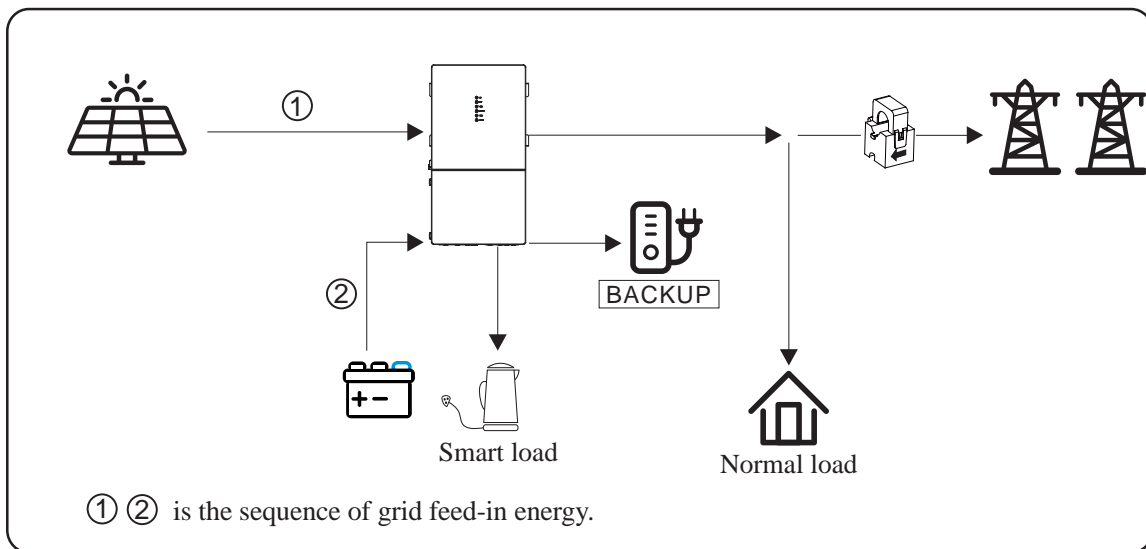 ①
②
BACKUP
+ −
Smart load
Normal load
① ② is the sequence of grid feed-in energy.